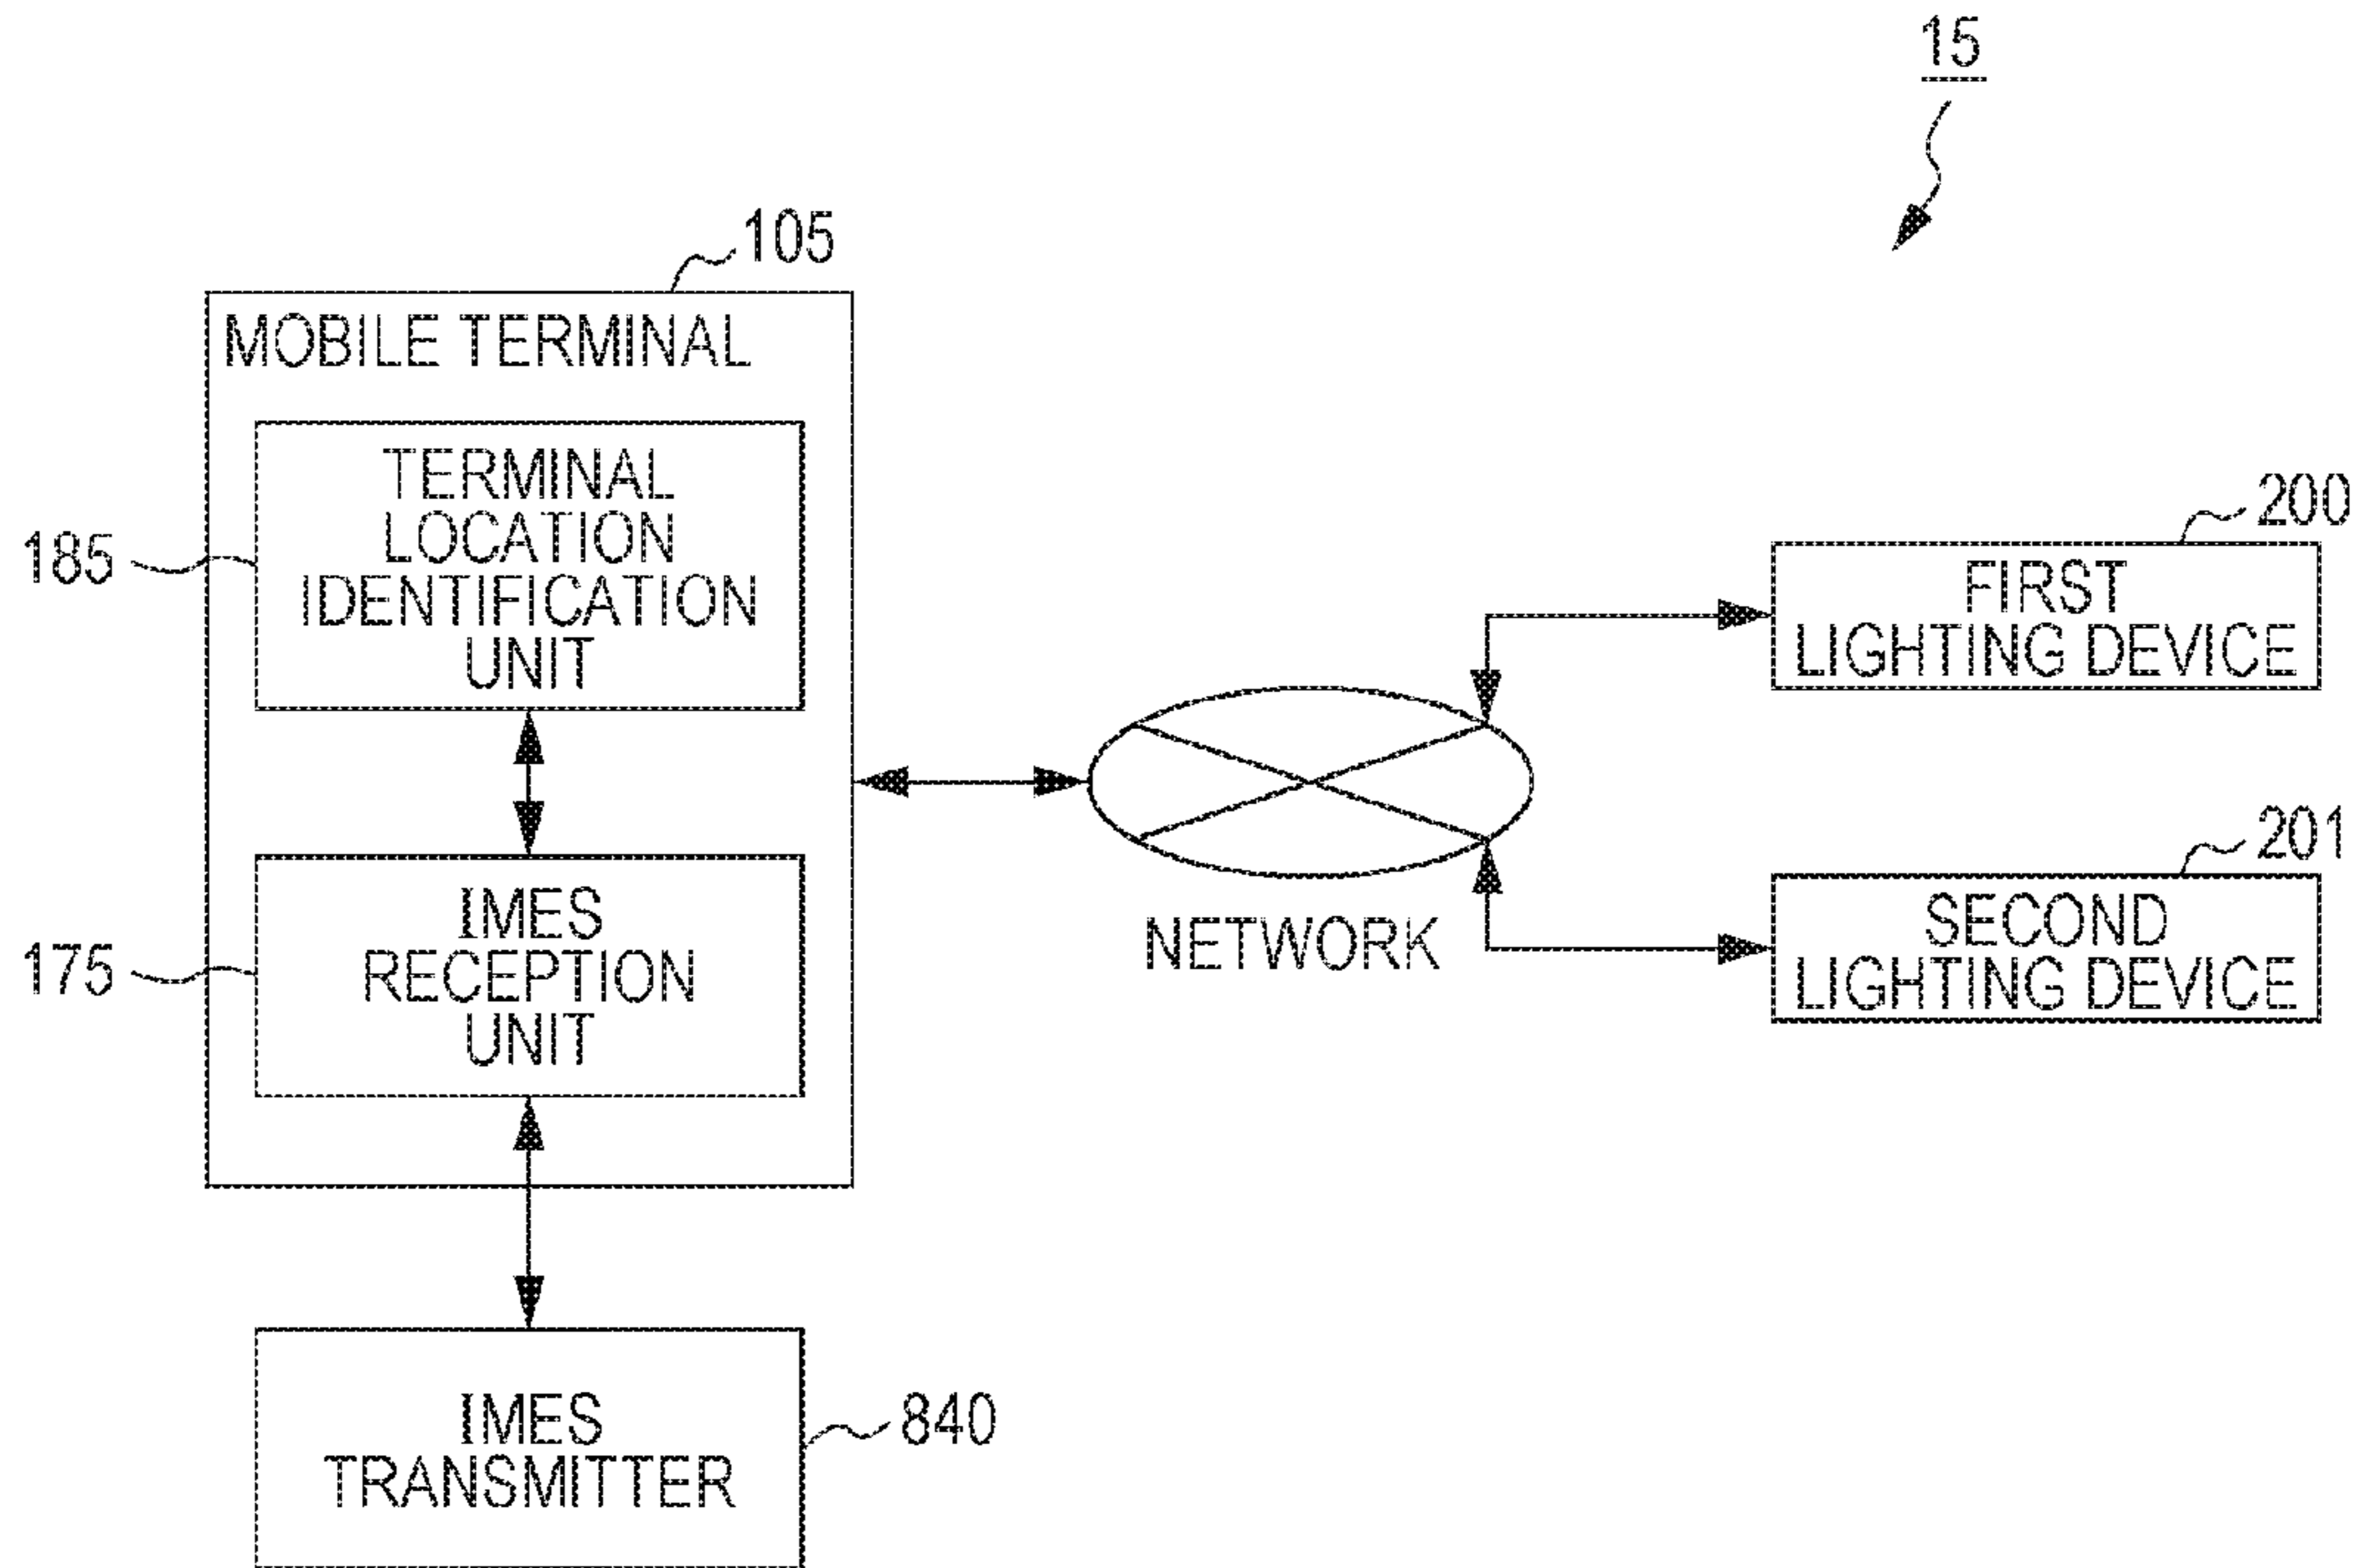 15
105
MOBILE TERMINAL
TERMINAL
LOCATION
IDENTIFICATION
UNIT
185
IMES
RECEPTION
UNIT
175
IMES
TRANSMITTER
840
NETWORK
200
FIRST
LIGHTING DEVICE
201
SECOND
LIGHTING DEVICE